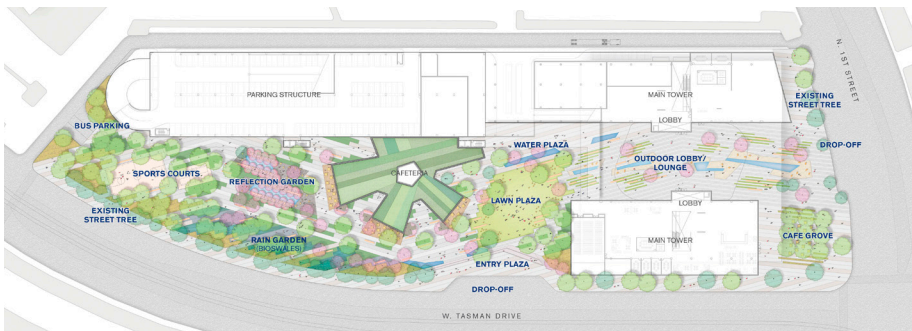 N. 1ST STREET
PARKING STRUCTURE
MAIN TOWER
EXISTING
STREET TREE
LOBBY
BUS PARKING
WATER PLAZA
DROP-OFF
OUTDOOR LOBBY/
LOUNGE
SPORTS COURTS
CAFETERIA
REFLECTION GARDEN
LAWN PLAZA
LOBBY
EXISTING
STREET TREE
RAIN GARDEN
(BIOSWALES)
MAIN TOWER
CAFE GROVE
ENTRY PLAZA
DROP-OFF
W. TASMAN DRIVE